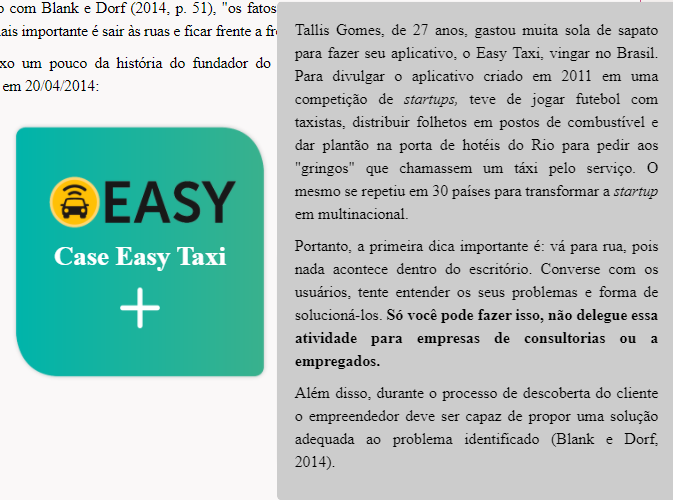 o com Blank e Dorf (2014, p. 51), "os fatos
ais importante é sair às ruas e ficar frente a fr
xo um pouco da história do fundador do
em 20/04/2014:
EASY
Case Easy Taxi
Tallis Gomes, de 27 anos, gastou muita sola de sapato
para fazer seu aplicativo, o Easy Taxi, vingar no Brasil.
Para divulgar o aplicativo criado em 2011 em uma
competição de startups, teve de jogar futebol com
taxistas, distribuir folhetos em postos de combustível e
dar plantão na porta de hotéis do Rio para pedir aos
"gringos" que chamassem um táxi pelo serviço. O
mesmo se repetiu em 30 países para transformar a startup
em multinacional.
Portanto, a primeira dica importante é: vá para rua, pois
nada acontece dentro do escritório. Converse com os
usuários, tente entender os seus problemas e forma de
solucioná-los. Só você pode fazer isso, não delegue essa
atividade para empresas de consultorias ou a
empregados.
Além disso, durante o processo de descoberta do cliente
o empreendedor deve ser capaz de propor uma solução
adequada ao problema identificado (Blank e Dorf,
2014).